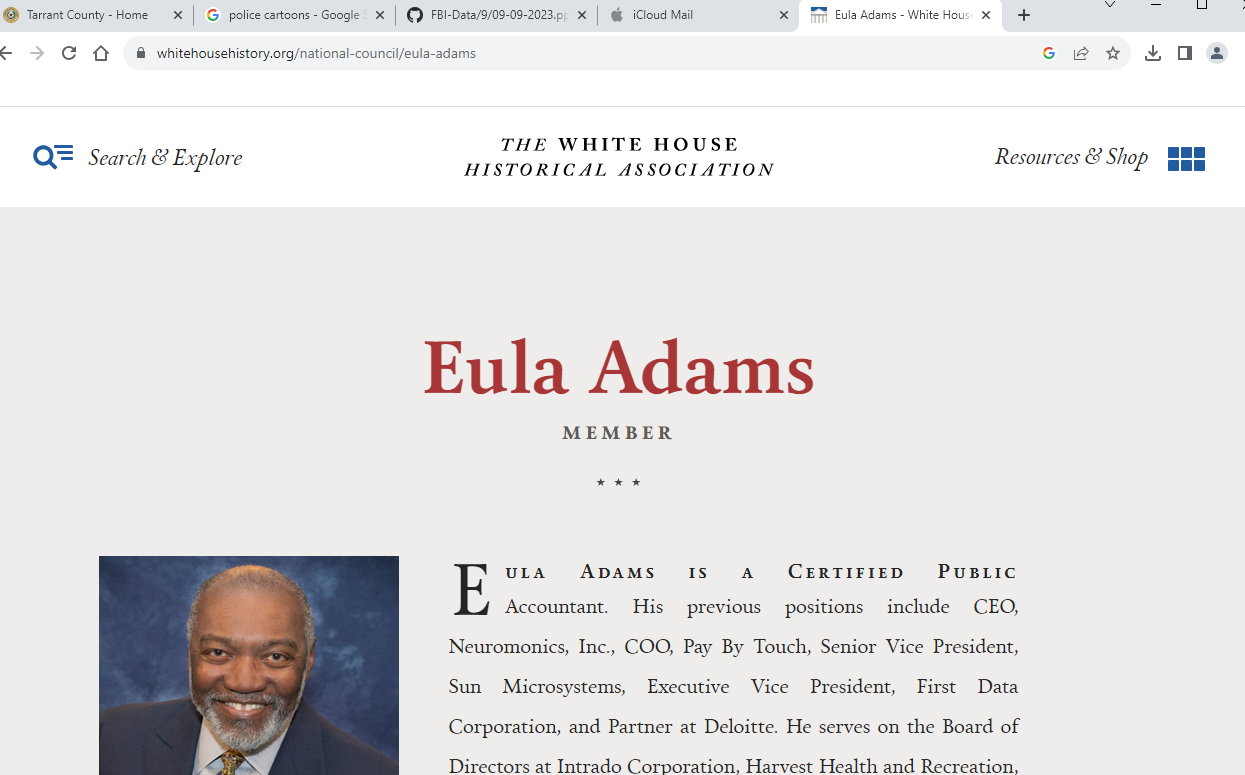 Tarrant County - Home
police cartoons - Google S
FBI-Data/9/09-09-2023.pp
iCloud Mail
Eula Adams - White House
whitehousehistory.org/national-council/eula-adams
Search & Explore
THE WHITE HOUSE
HISTORICAL ASSOCIATION
Resources & Shop
Eula Adams
MEMBER
Eula Adams is a Certified Public
Accountant. His previous positions include CEO,
Neuromonics, Inc., COO, Pay By Touch, Senior Vice President,
Sun Microsystems, Executive Vice President, First Data
Corporation, and Partner at Deloitte. He serves on the Board of
Directors at Intrado Corporation, Harvest Health and Recreation,